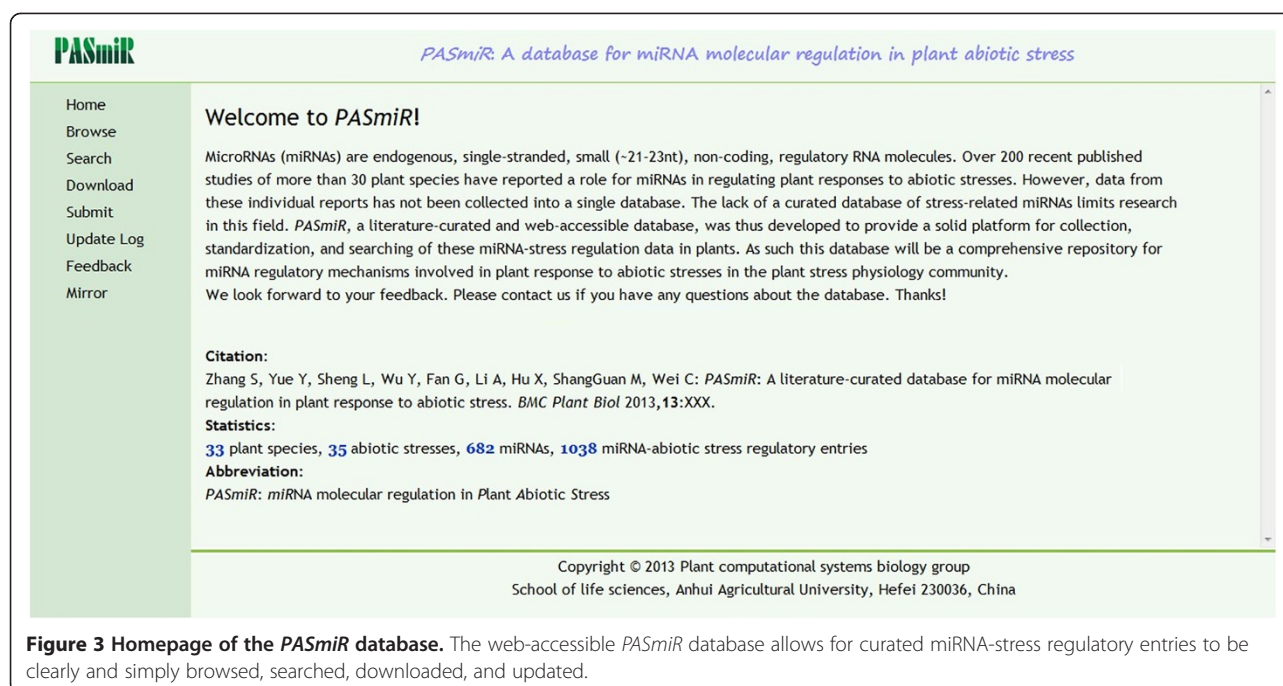 PASmiR
PASmiR: A database for miRNA molecular regulation in plant abiotic stress
Home
Browse
Search
Download
Submit
Update Log
Feedback
Mirror
Welcome to PASmiR!
MicroRNAs (miRNAs) are endogenous, single-stranded, small (~21-23nt), non-coding, regulatory RNA molecules. Over 200 recent published
studies of more than 30 plant species have reported a role for miRNAs in regulating plant responses to abiotic stresses. However, data from
these individual reports has not been collected into a single database. The lack of a curated database of stress-related miRNAs limits research
in this field. PASmiR, a literature-curated and web-accessible database, was thus developed to provide a solid platform for collection,
standardization, and searching of these miRNA-stress regulation data in plants. As such this database will be a comprehensive repository for
miRNA regulatory mechanisms involved in plant response to abiotic stresses in the plant stress physiology community.
We look forward to your feedback. Please contact us if you have any questions about the database. Thanks!
Citation:
Zhang S, Yue Y, Sheng L, Wu Y, Fan G, Li A, Hu X, ShangGuan M, Wei C: PASmiR: A literature-curated database for miRNA molecular
regulation in plant response to abiotic stress. BMC Plant Biol 2013,13:XXX.
Statistics:
33 plant species, 35 abiotic stresses, 682 miRNAs, 1038 miRNA-abiotic stress regulatory entries
Abbreviation:
PASmiR: miRNA molecular regulation in Plant Abiotic Stress
Copyright © 2013 Plant computational systems biology group
School of life sciences, Anhui Agricultural University, Hefei 230036, China
Figure 3 Homepage of the PASmiR database. The web-accessible PASmiR database allows for curated miRNA-stress regulatory entries to be
clearly and simply browsed, searched, downloaded, and updated.